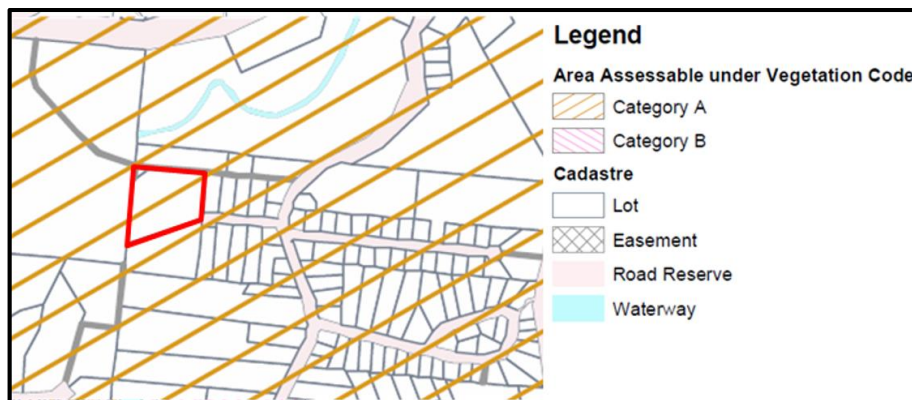 Legend
Area Assessable under Vegetation Code
Category A
Category B
Cadastre
Lot
Easement
Road Reserve
Waterway